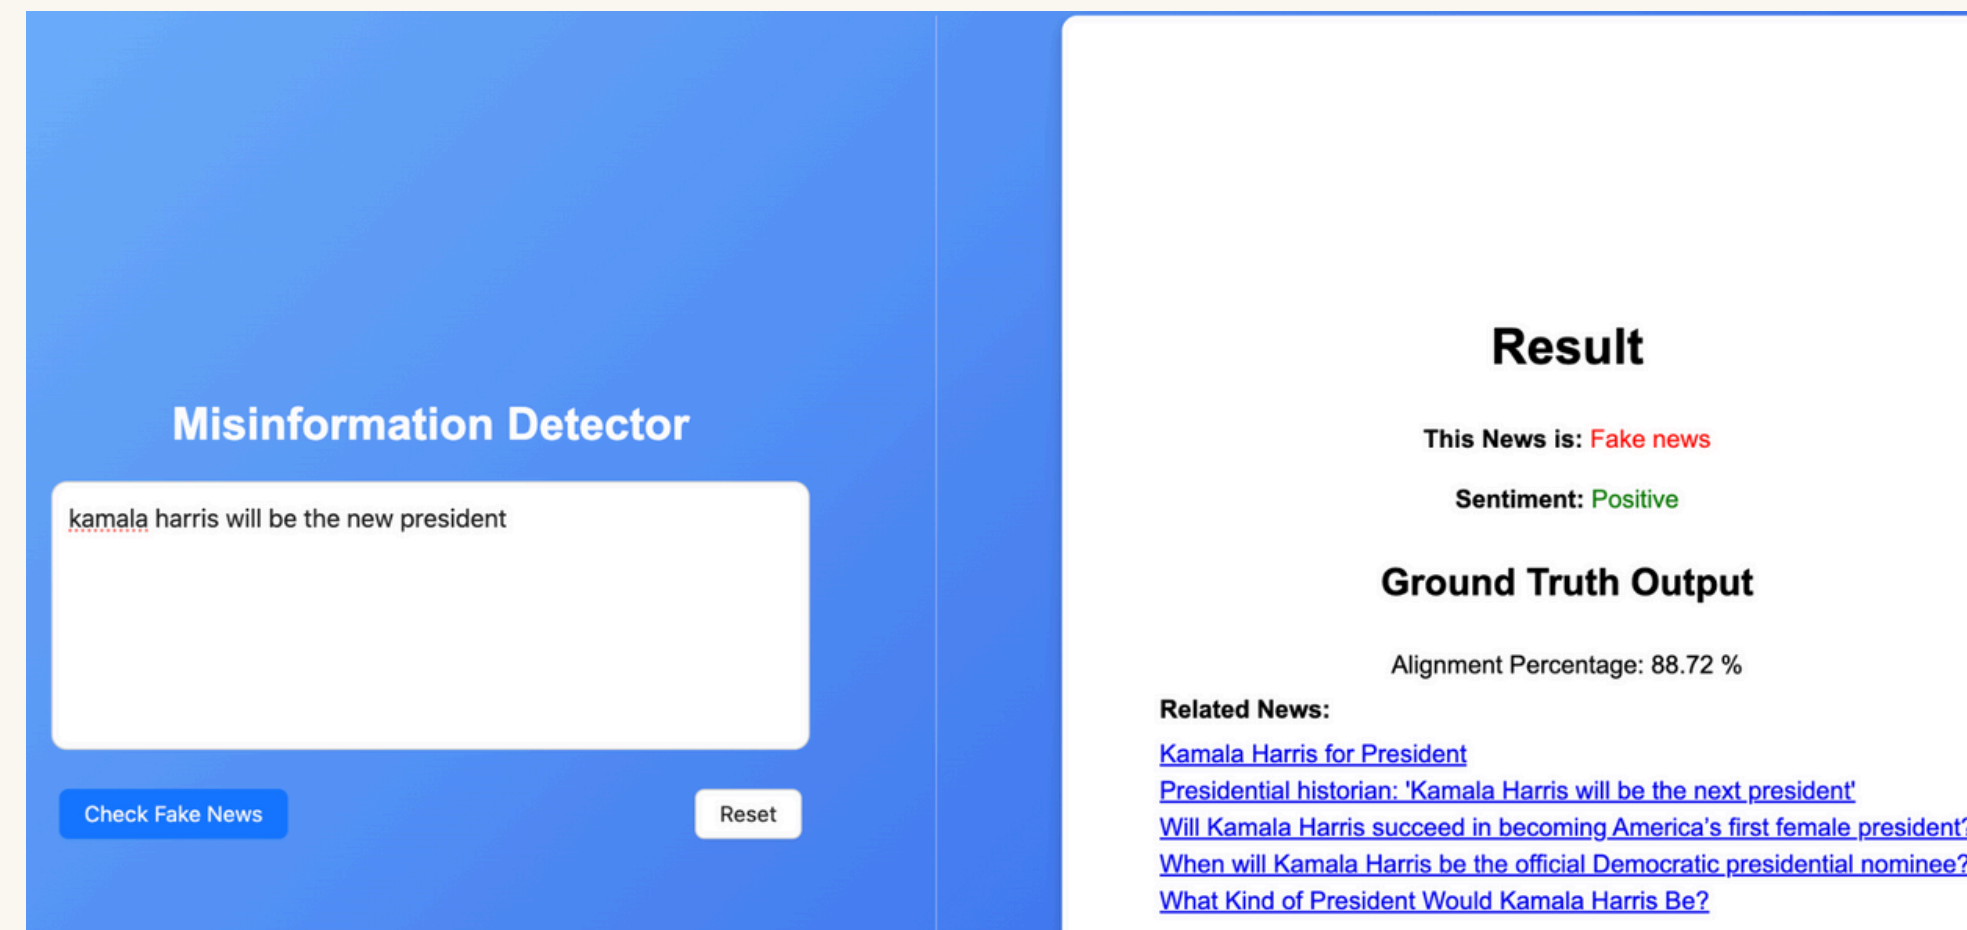 Misinformation Detector
kamala harris will be the new president
Check Fake News
Reset
Result
This News is: Fake news
Sentiment: Positive
Ground Truth Output
Alignment Percentage: 88.72 %
Related News:
Kamala Harris for President
Presidential historian: 'Kamala Harris will be the next president'
Will Kamala Harris succeed in becoming America's first female president?
When will Kamala Harris be the official Democratic presidential nominee?
What Kind of President Would Kamala Harris Be?